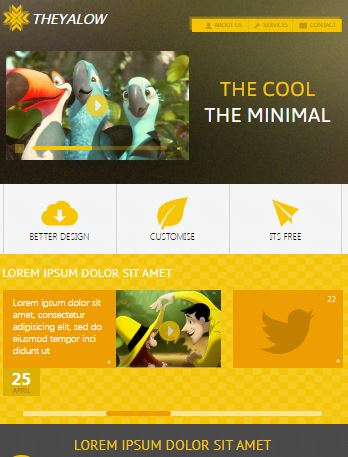 THEYALOW
ABOUT US
SERVICES
CONTACT
THE COOL
THE MINIMAL
BETTER DESIGN
CUSTOMISE
ITS FREE
LOREM IPSUM DOLOR SIT AMET
Lorem ipsum dolor sit
amet, consectetur
adipisicing elit, sed do
eiusmod tempor inci
didunt ut
+
22
+
25
APRIL
LOREM IPSUM DOLOR SIT AMET